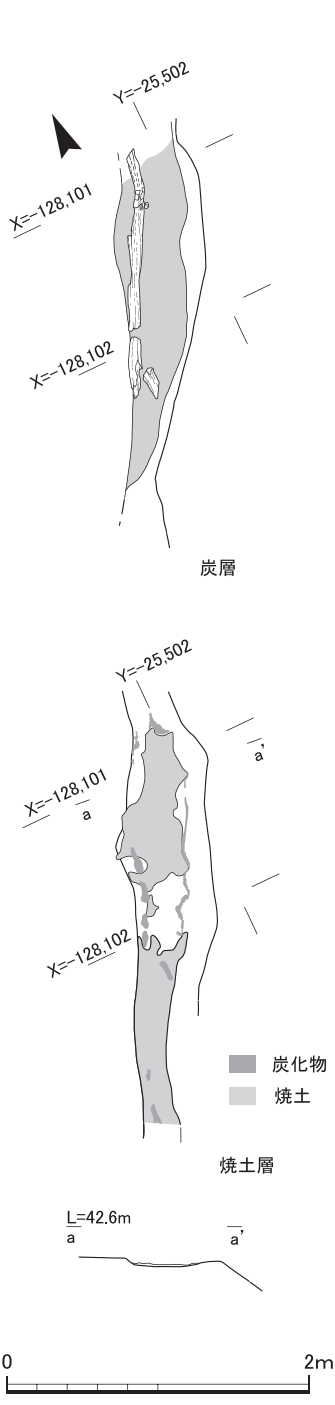 Y=-25,502
X=-128,101
X=-128,102
炭層
Y=-25,502
a'
X=-128,101
a
X=-128,102
炭化物
焼土
焼土層
L=42.6m
a a'
0 2m